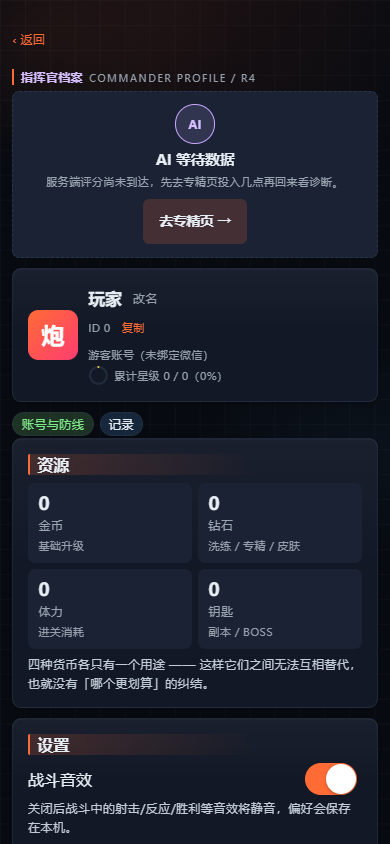 ‹ 返回
指挥官档案 COMMANDER PROFILE / R4
AI
AI 等待数据
服务端评分尚未到达，先去专精页投入几点再回来看诊断。
去专精页 →
炮
玩家 改名
ID 0 复制
游客账号（未绑定微信）
累计星级 0 / 0（0%）
账号与防线 记录
资源
0 0
金币 钻石
基础升级 洗练 / 专精 / 皮肤
0 0
体力 钥匙
进关消耗 副本 / BOSS
四种货币各只有一个用途 —— 这样它们之间无法互相替代，
也就没有「哪个更划算」的纠结。
设置
战斗音效
关闭后战斗中的射击/反应/胜利等音效将静音，偏好会保存
在本机。